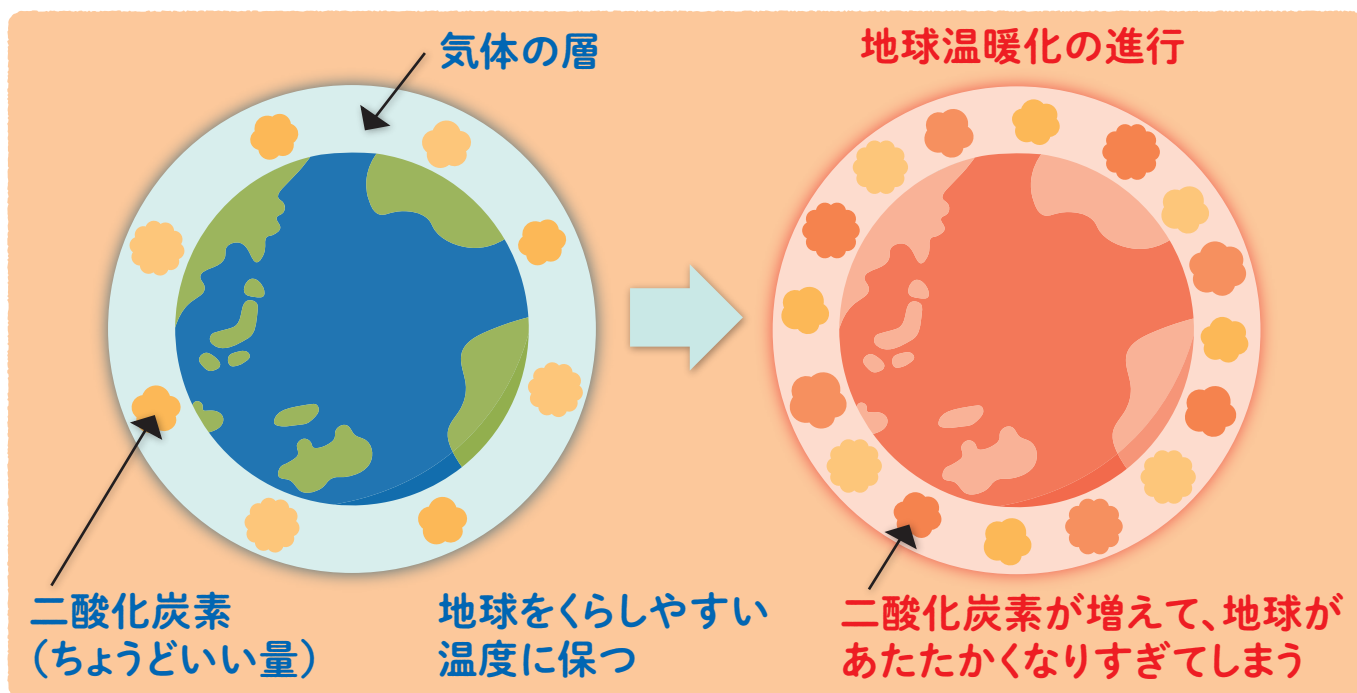 気体の層
二酸化炭素
（ちょうどいい量）
地球をくらしやすい
温度に保つ
地球温暖化の進行
二酸化炭素が増えて、地球が
あたたかくなりすぎてしまう